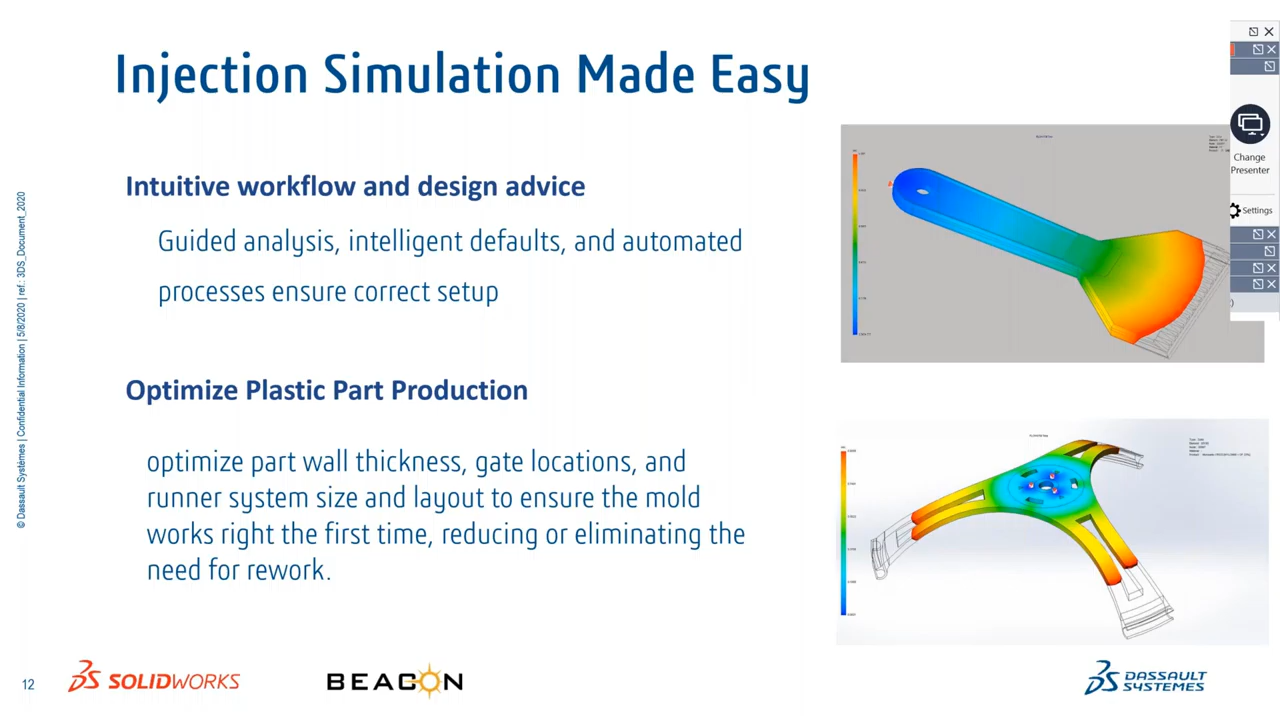 Injection Simulation Made Easy
Intuitive workflow and design advice
Guided analysis, intelligent defaults, and automated
processes ensure correct setup
Optimize Plastic Part Production
optimize part wall thickness, gate locations, and
runner system size and layout to ensure the mold
works right the first time, reducing or eliminating the
need for rework.
Change
Presenter
Settings
© Dassault Systèmes | Confidential Information | 5/8/2020 | ref.: 3DS_Document_2020
12
SOLIDWORKS
BEACON
DASSAULT
SYSTEMES